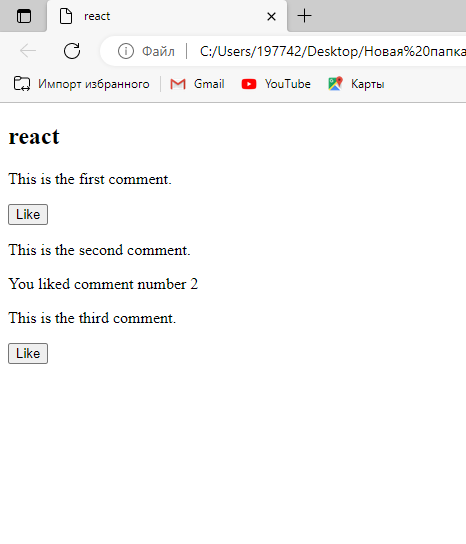 react
Файл
C:/Users/197742/Desktop/Новая%20папка
Импорт избранного
Gmail
YouTube
Карты
react
This is the first comment.
Like
This is the second comment.
You liked comment number 2
This is the third comment.
Like